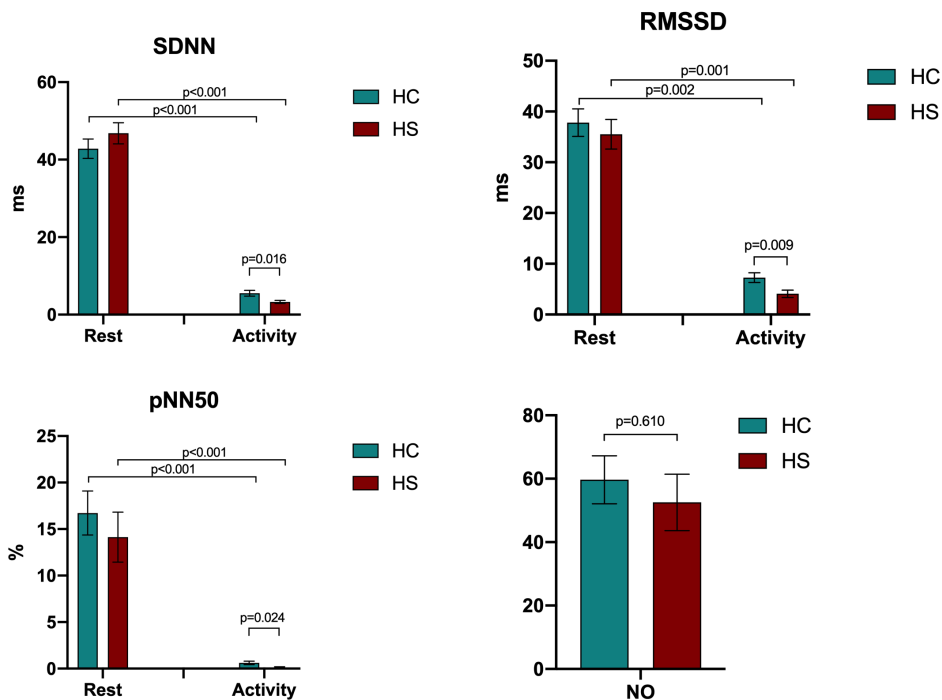 SDNN
60
40
20
0
ms
p<0.001
p<0.001
p=0.016
Rest
Activity
HC
HS
RMSSD
50
40
30
20
10
0
ms
p=0.001
p=0.002
p=0.009
Rest
Activity
HC
HS
pNN50
25
20
15
10
5
0
%
p<0.001
p<0.001
p=0.024
Rest
Activity
HC
HS
80
60
40
20
0
p=0.610
NO
HC
HS